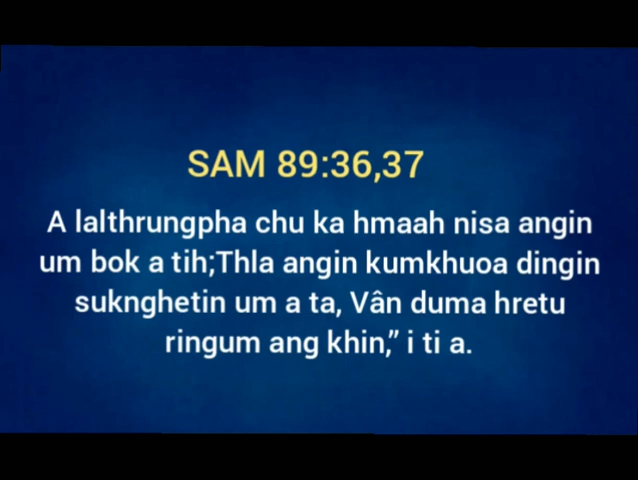 SAM 89:36,37
A lalthrungpha chu ka hmaah nisa angin
um bok a tih;Thla angin kumkhuoa dingin
suknghetin um a ta, Vân duma hretu
ringum ang khin,” i ti a.